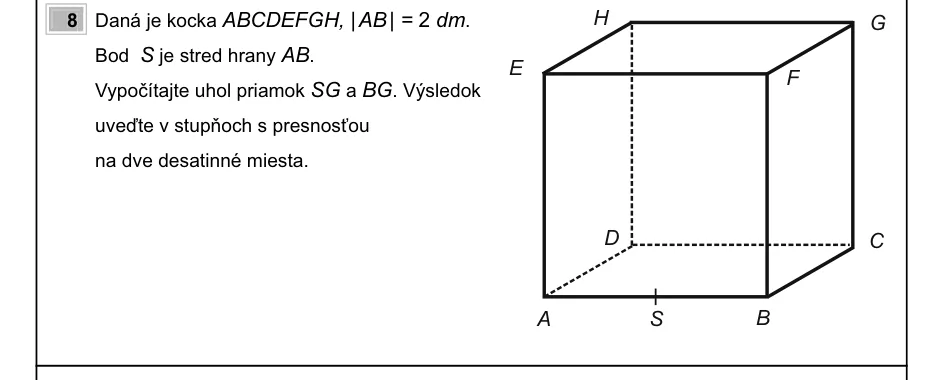 8 Daná je kocka ABCDEFGH, |AB| = 2 dm.
Bod S je stred hrany AB.
Vypočítajte uhol priamok SG a BG. Výsledok
uveďte v stupňoch s presnosťou
na dve desatinné miesta.
H
G
E
F
D
C
A
S
B